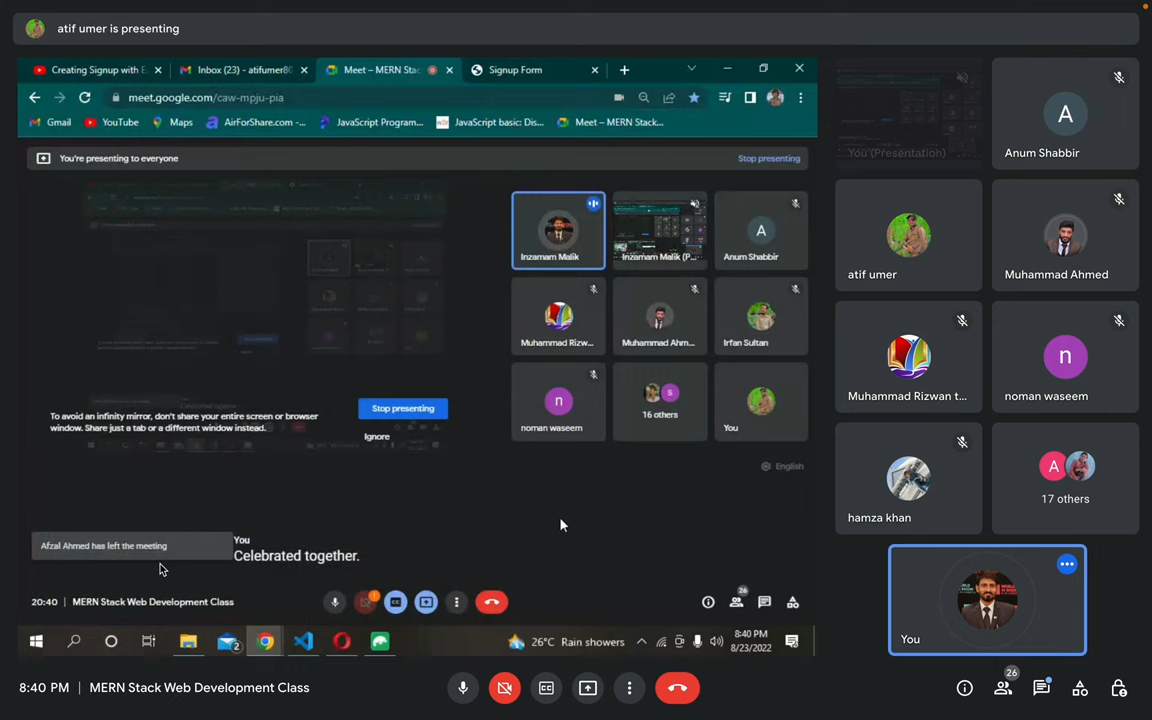 atif umer is presenting
Creating Signup with E
Inbox (23) - atifumer80
Meet – MERN Stac
Signup Form
meet.google.com/caw-mpju-pia
Gmail
YouTube
Maps
AirForShare.com -...
JavaScript Program...
JavaScript basic: Dis...
Meet – MERN Stack...
You're presenting to everyone
Stop presenting
Inzamam Malik
Inzamam Malik (P...
Anum Shabbir
Muhammad Rizw...
Muhammad Ahm...
Irfan Sultan
To avoid an infinity mirror, don't share your entire screen or browser
window. Share just a tab or a different window instead.
Stop presenting
Ignore
n
noman waseem
s
16 others
You
English
Afzal Ahmed has left the meeting
You
Celebrated together.
20:40 | MERN Stack Web Development Class
26
26°C Rain showers
8:40 PM
8/23/2022
You (Presentation)
A
Anum Shabbir
atif umer
Muhammad Ahmed
Muhammad Rizwan t...
n
noman waseem
hamza khan
A
17 others
You
8:40 PM | MERN Stack Web Development Class
26